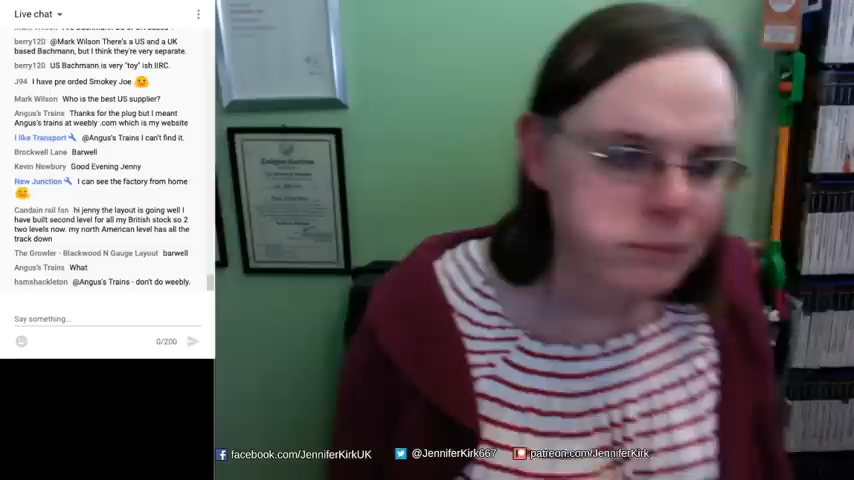 Live chat
berry120 @Mark Wilson There's a US and a UK
based Bachmann, but I think they're very separate.
berry120 US Bachmann is very "toy" ish IIRC.
J94 I have pre orded Smokey Joe
Mark Wilson Who is the best US supplier?
Angus's Trains Thanks for the plug but I meant
Angus's trains at weebly .com which is my website
I like Transport @Angus's Trains I can't find it.
Brockwell Lane Barwell
Kevin Newbury Good Evening Jenny
New Junction I can see the factory from home
Candain rail fan hi jenny the layout is going well I
have built second level for all my British stock so 2
two levels now. my north American level has all the
track down
The Growler - Blackwood N Gauge Layout barwell
Angus's Trains What
hamshackleton @Angus's Trains - don't do weebly.
Say something...
0/200
facebook.com/JenniferKirkUK
@JenniferKirk667
patreon.com/JenniferKirk